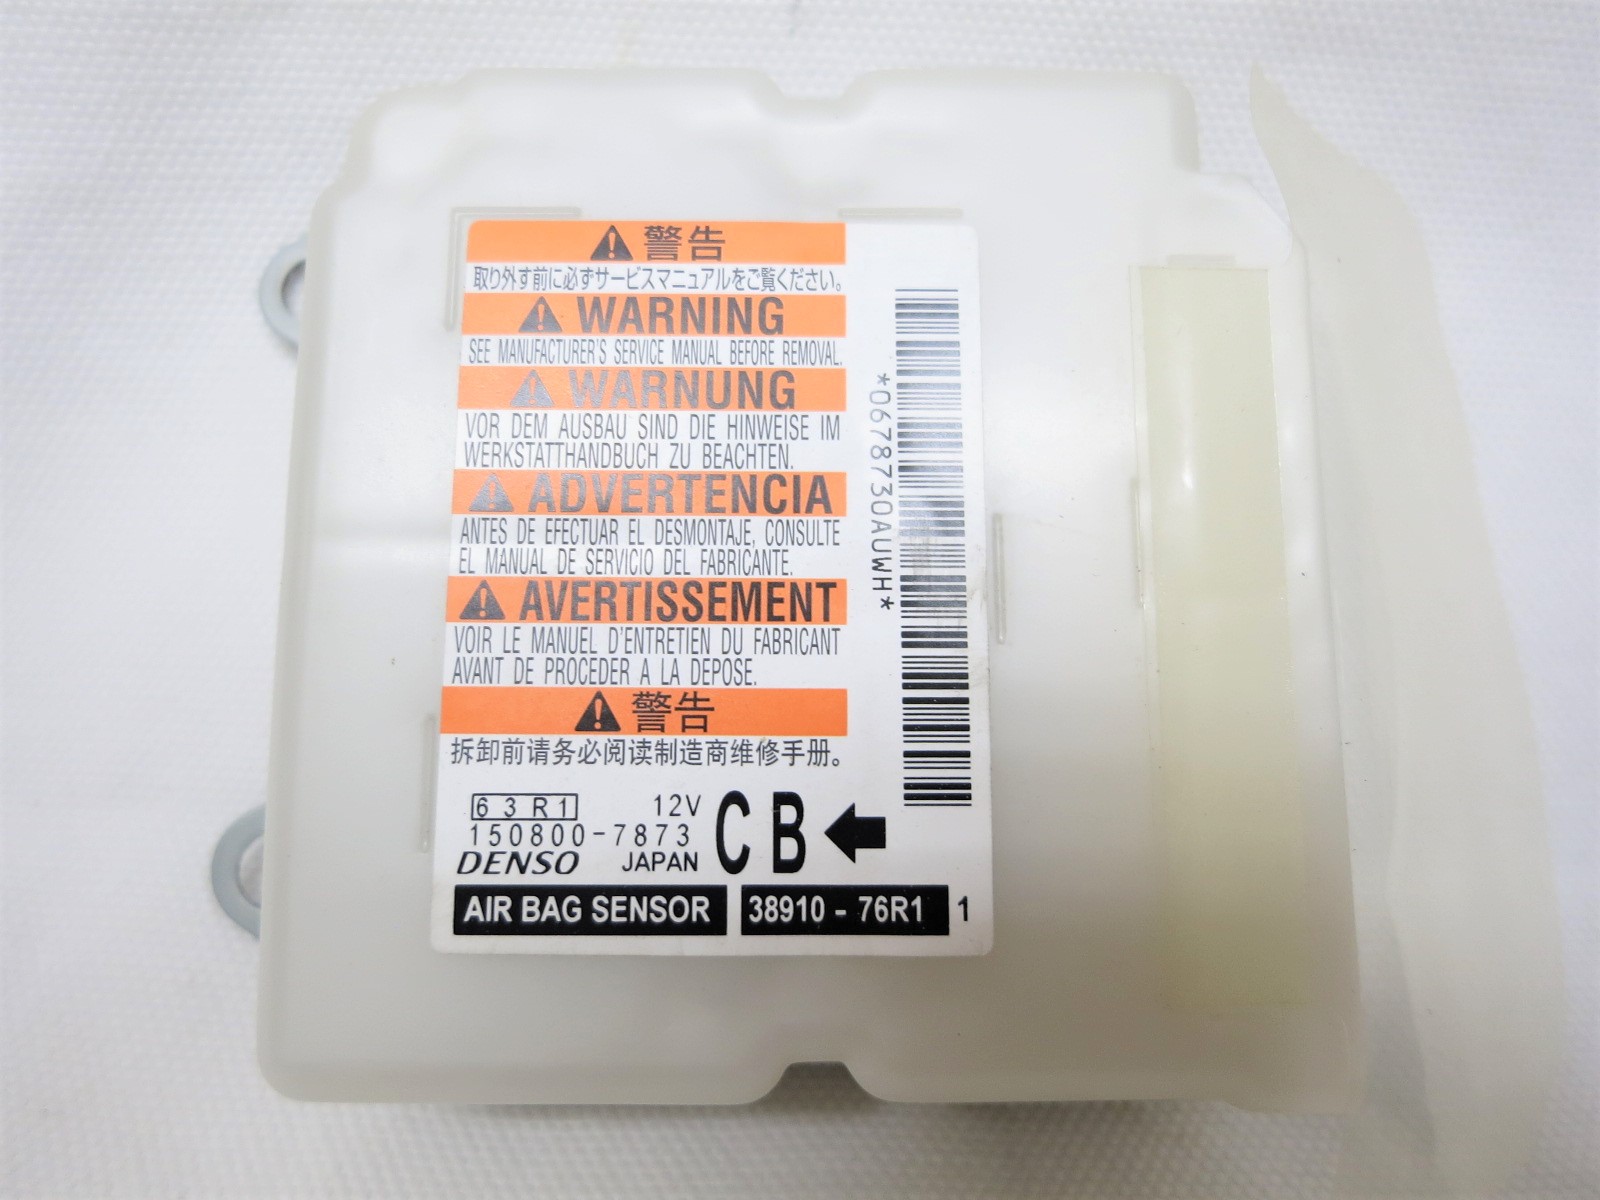 警告
取り外す前に必ずサービスマニュアルをご覧ください。
WARNING
SEE MANUFACTURER'S SERVICE MANUAL BEFORE REMOVAL.
WARNUNG
VOR DEM AUSBAU SIND DIE HINWEISE IM
WERKSTATTHANDBUCH ZU BEACHTEN.
ADVERTENCIA
ANTES DE EFECTUAR EL DESMONTAJE, CONSULTE
EL MANUAL DE SERVICIO DEL FABRICANTE.
AVERTISSEMENT
VOIR LE MANUEL D'ENTRETIEN DU FABRICANT
AVANT DE PROCEDER A LA DEPOSE.
警告
拆卸前请务必阅读制造商维修手册。
63R1 12V
150800-7873
DENSO JAPAN
CB
AIR BAG SENSOR 38910 - 76R1 1
*0678730AUWH*